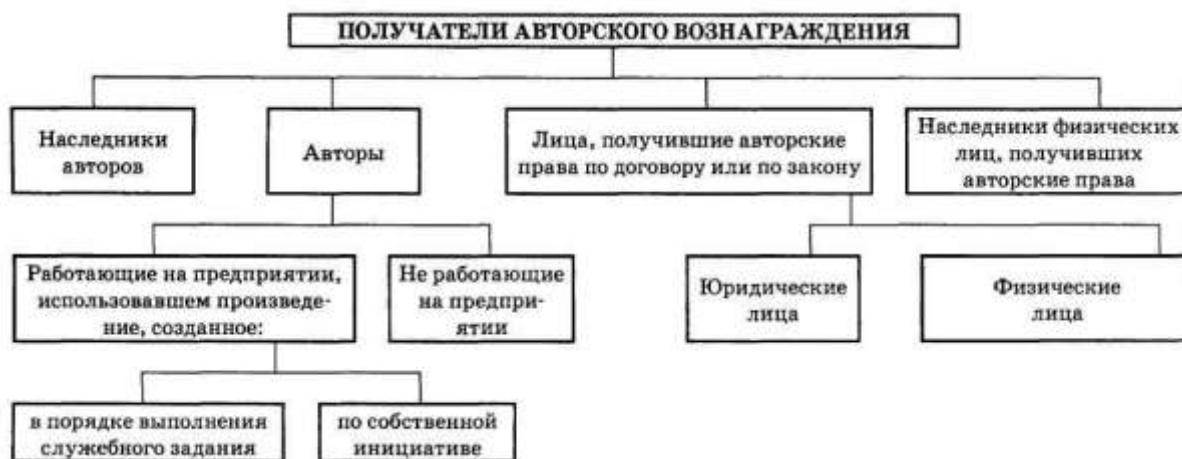 ПОЛУЧАТЕЛИ АВТОРСКОГО ВОЗНАГРАЖДЕНИЯ
Наследники
авторов
Авторы
Лица, получившие авторские
права по договору или по закону
Наследники физических
лиц, получивших
авторские права
Работающие на предприятии,
использовавшем произведе-
ние, созданное:
Не работающие
на предпри-
ятии
Юридические
лица
Физические
лица
в порядке выполнения
служебного задания
по собственной
инициативе